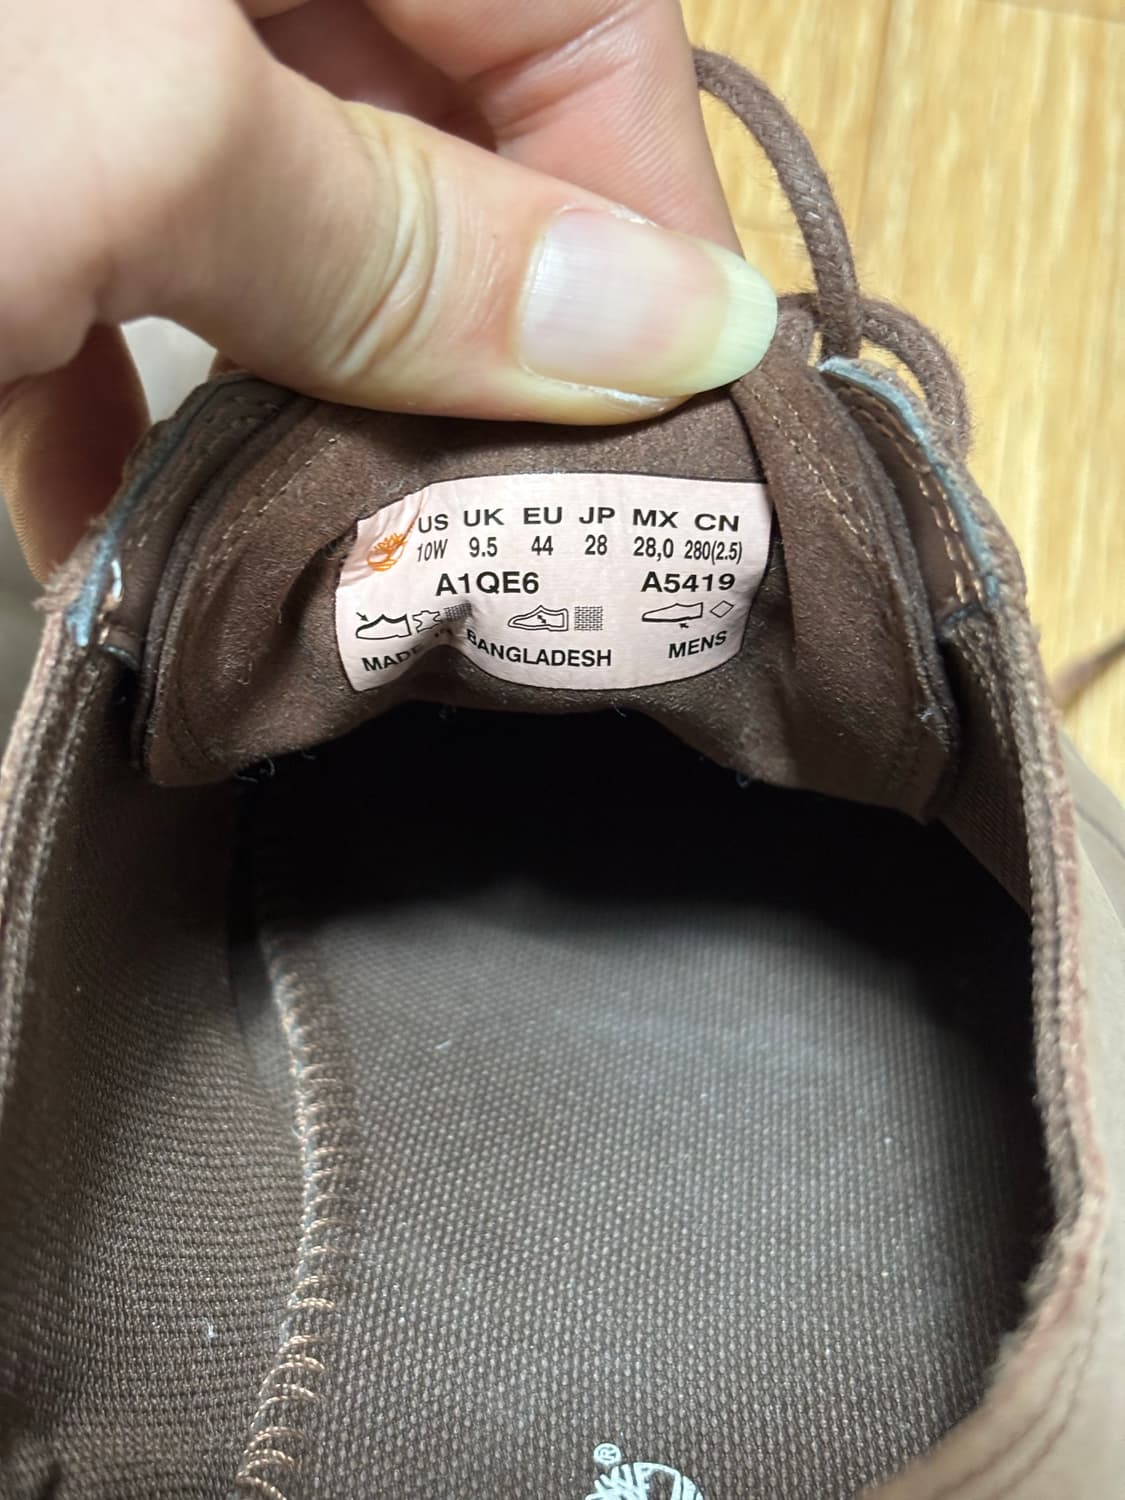 US UK EU JP MX CN
10W 9.5 44 28 28,0 280(2.5)
A1QE6 A5419
MADE IN BANGLADESH MENS
®